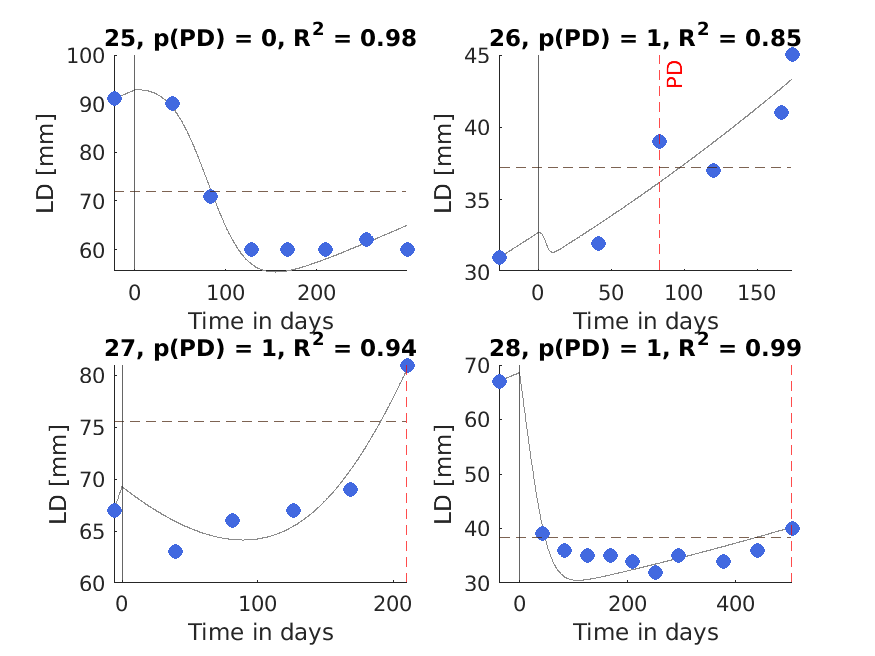 25, p(PD) = 0, R² = 0.98
100
90
80
70
60
LD [mm]
0
100
200
Time in days
26, p(PD) = 1, R² = 0.85
PD
45
40
35
30
LD [mm]
0
50
100
150
Time in days
27, p(PD) = 1, R² = 0.94
80
75
70
65
60
LD [mm]
0
100
200
Time in days
28, p(PD) = 1, R² = 0.99
70
60
50
40
30
LD [mm]
0
200
400
Time in days